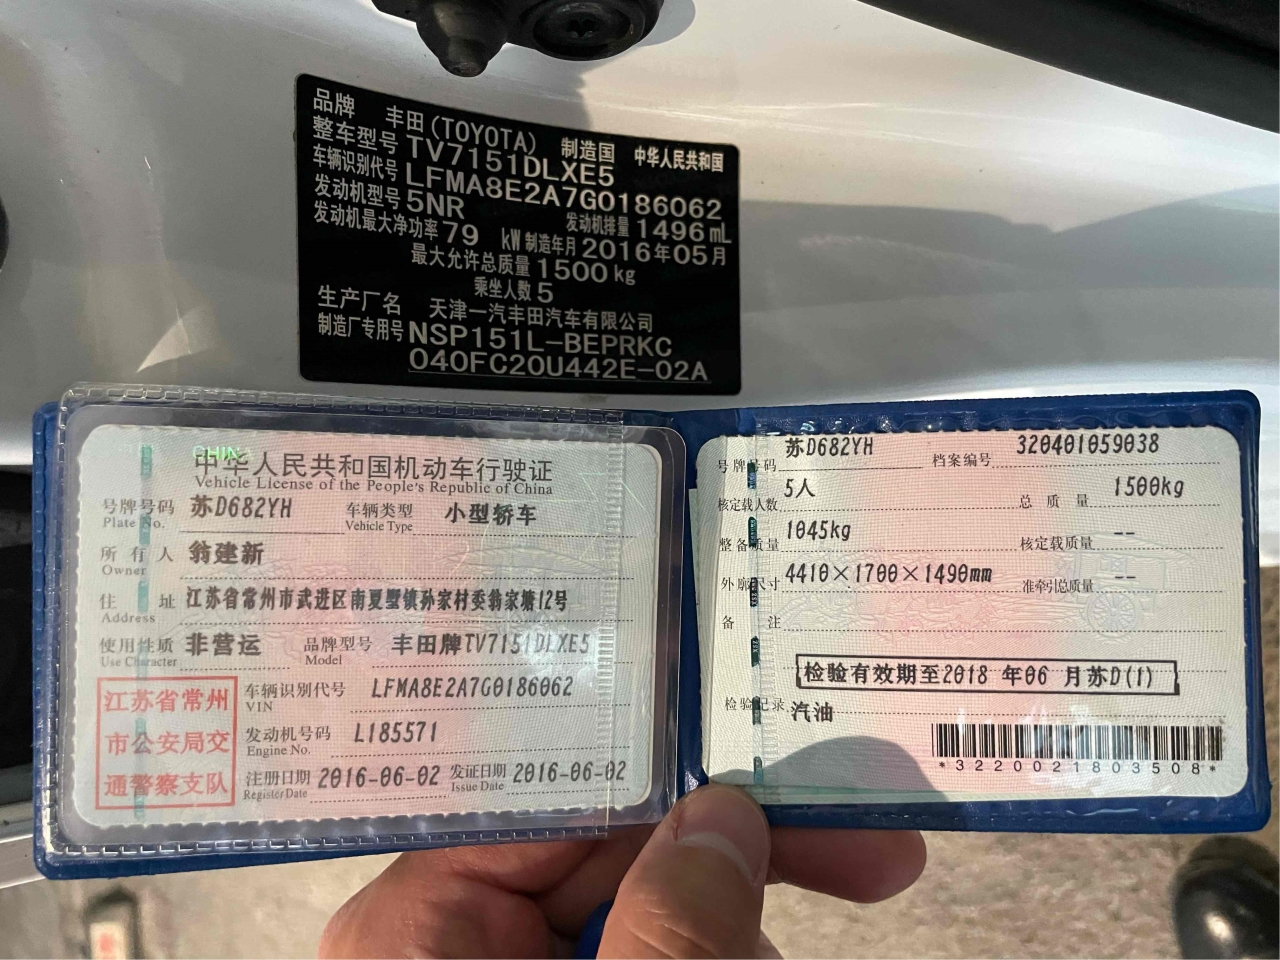 品牌 丰田(TOYOTA) 制造国 中华人民共和国
整车型号 TV7151DLXE5
车辆识别代号 LFMA8E2A7G0186062
发动机型号 5NR 发动机排量 1496 mL
发动机最大净功率 79 kW 制造年月 2016年05月
最大允许总质量 1500 kg
乘坐人数 5
生产厂名 天津一汽丰田汽车有限公司
制造厂专用号 NSP151L-BEPRKC
040FC20U442E-02A
CHINA
中华人民共和国机动车行驶证
Vehicle License of the People's Republic of China
号牌号码 苏D682YH 车辆类型 小型轿车
Plate No. Vehicle Type
所有人 翁建新
Owner
住址 江苏省常州市武进区南夏墅镇孙家村委翁家塘12号
Address
使用性质 非营运 品牌型号 丰田牌TV7151DLXE5
Use Character Model
江苏省常州
市公安局交
通警察支队
车辆识别代号 LFMA8E2A7G0186062
VIN
发动机号码 L185571
Engine No.
注册日期 2016-06-02 发证日期 2016-06-02
Register Date Issue Date
号牌号码 苏D682YH 档案编号 320401059038
核定载人数 5人 总质量 1500kg
整备质量 1045kg 核定载质量 --
外廓尺寸 4410×1700×1490mm 准牵引总质量 --
备注
检验有效期至2018 年06 月苏D(1)
检验记录 汽油
*3220021803508*